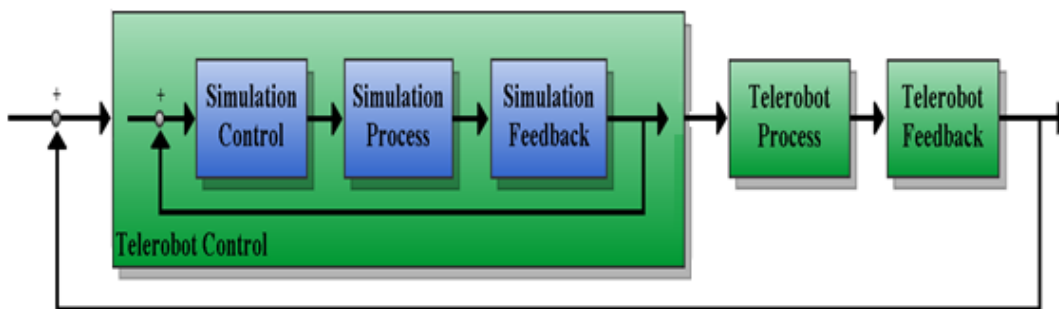 +
+
Simulation
Control
Simulation
Process
Simulation
Feedback
Telerobot
Process
Telerobot
Feedback
Telerobot Control